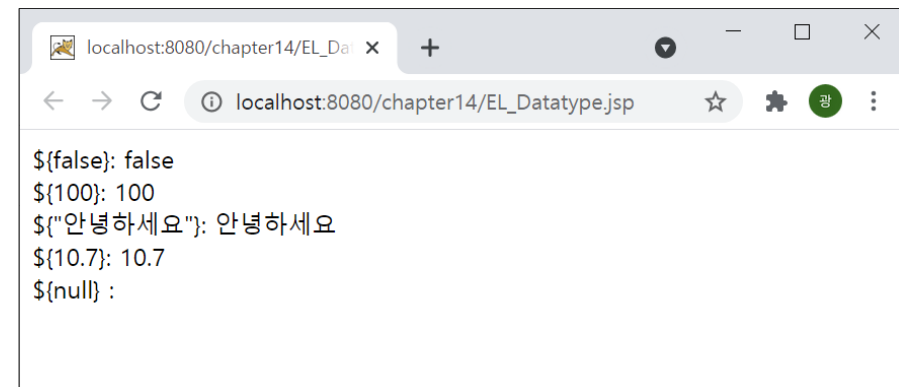 localhost:8080/chapter14/EL_Da
localhost:8080/chapter14/EL_Datatype.jsp
광
${false}: false
${100}: 100
${"안녕하세요"}: 안녕하세요
${10.7}: 10.7
${null} :